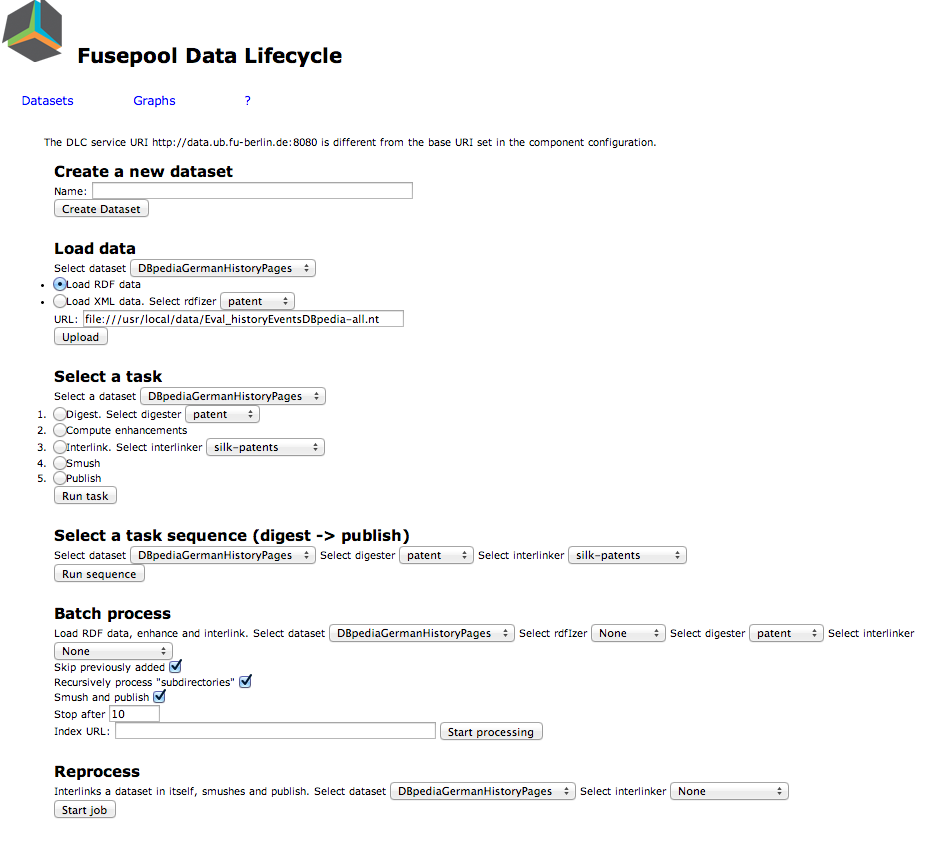 Fusepool Data Lifecycle
Datasets Graphs ?
The DLC service URI http://data.ub.fu-berlin.de:8080 is different from the base URI set in the component configuration.
Create a new dataset
Name:
Create Dataset
Load data
Select dataset DBpediaGermanHistoryPages
Load RDF data
Load XML data. Select rdfizer patent
URL: file:///usr/local/data/Eval_historyEventsDBpedia-all.nt
Upload
Select a task
Select a dataset DBpediaGermanHistoryPages
1. Digest. Select digester patent
2. Compute enhancements
3. Interlink. Select interlinker silk-patents
4. Smush
5. Publish
Run task
Select a task sequence (digest -> publish)
Select dataset DBpediaGermanHistoryPages Select digester patent Select interlinker silk-patents
Run sequence
Batch process
Load RDF data, enhance and interlink. Select dataset DBpediaGermanHistoryPages Select rdfIzer None Select digester patent Select interlinker
None
Skip previously added
Recursively process "subdirectories"
Smush and publish
Stop after 10
Index URL: Start processing
Reprocess
Interlinks a dataset in itself, smushes and publish. Select dataset DBpediaGermanHistoryPages Select interlinker None
Start job